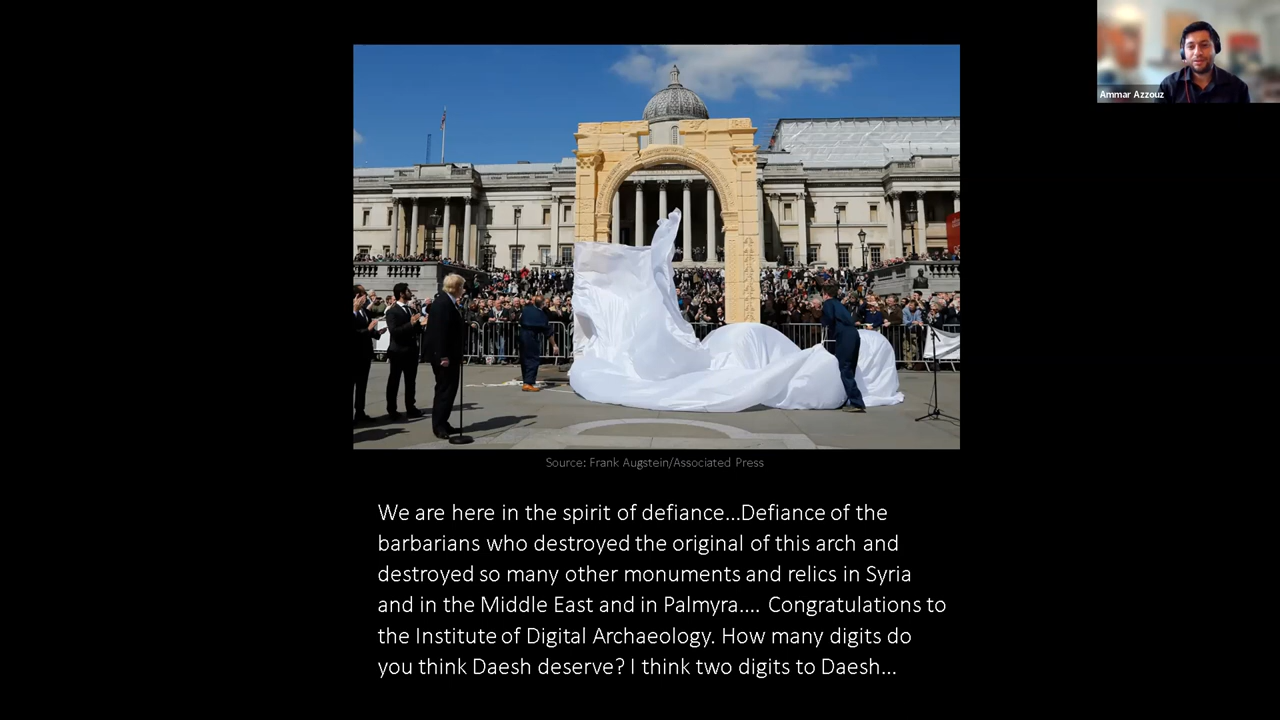 Ammar Azzouz
Source: Frank Augstein/Associated Press
We are here in the spirit of defiance...Defiance of the
barbarians who destroyed the original of this arch and
destroyed so many other monuments and relics in Syria
and in the Middle East and in Palmyra.... Congratulations to
the Institute of Digital Archaeology. How many digits do
you think Daesh deserve? I think two digits to Daesh...